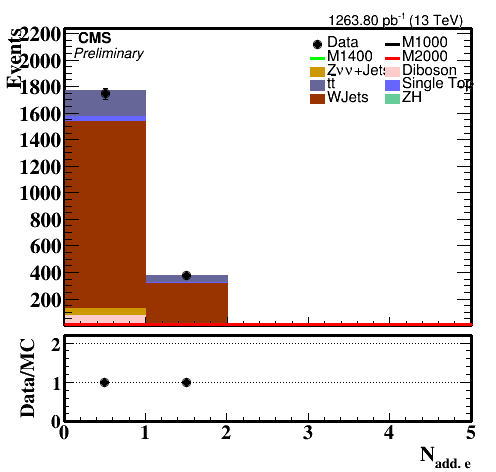 1263.80 pb⁻¹ (13 TeV)
CMS
Preliminary
Data
M1000
M1400
M2000
Zνν+Jets
Diboson
tt
Single Top
WJets
ZH
Events
2200
2000
1800
1600
1400
1200
1000
800
600
400
200
Data/MC
2
1
0
0 1 2 3 4 5
N add. e